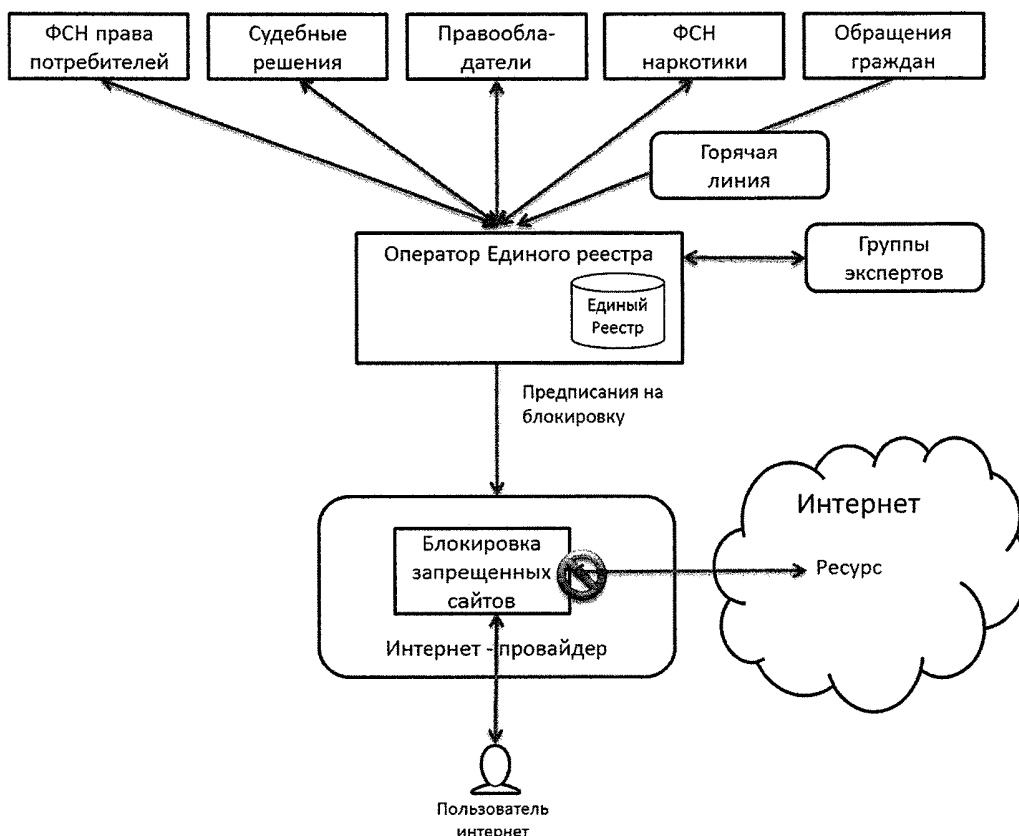 ФСН права
потребителей
Судебные
решения
Правообла-
датели
ФСН
наркотики
Обращения
граждан
Горячая
линия
Оператор Единого реестра
Группы
экспертов
Единый
Реестр
Предписания на
блокировку
Интернет
Блокировка
запрещенных
сайтов
Ресурс
Интернет - провайдер
Пользователь
интернет